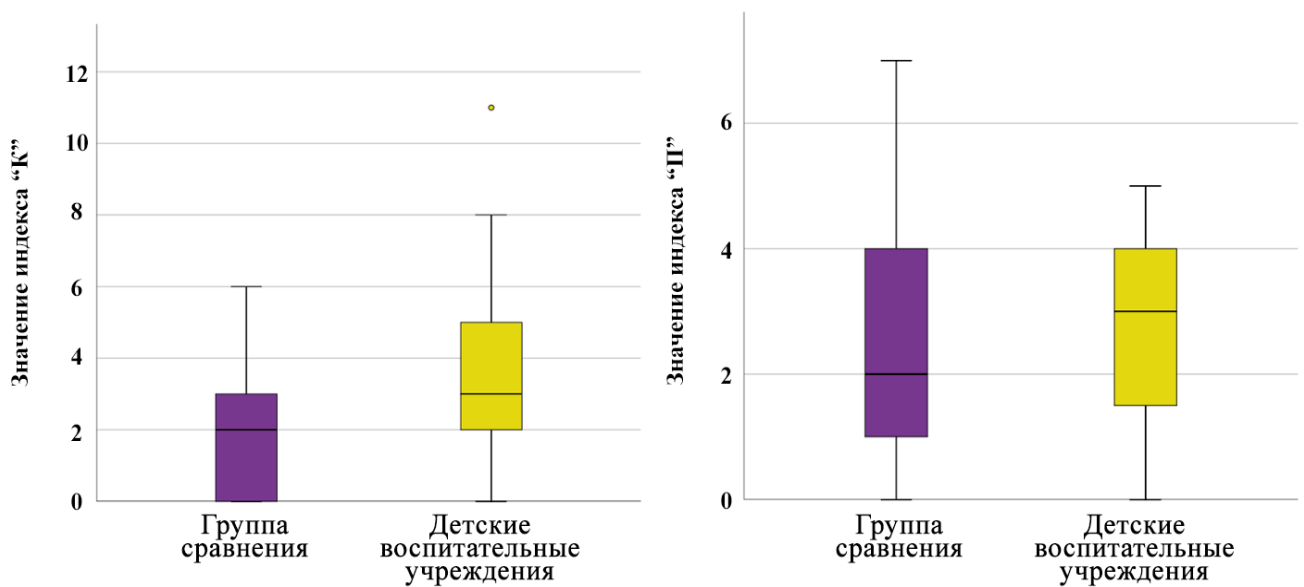 Значение индекса “К”
12
10
8
6
4
2
0
Группа
сравнения
Детские
воспитательные
учреждения
Значение индекса “П”
6
4
2
0
Группа
сравнения
Детские
воспитательные
учреждения